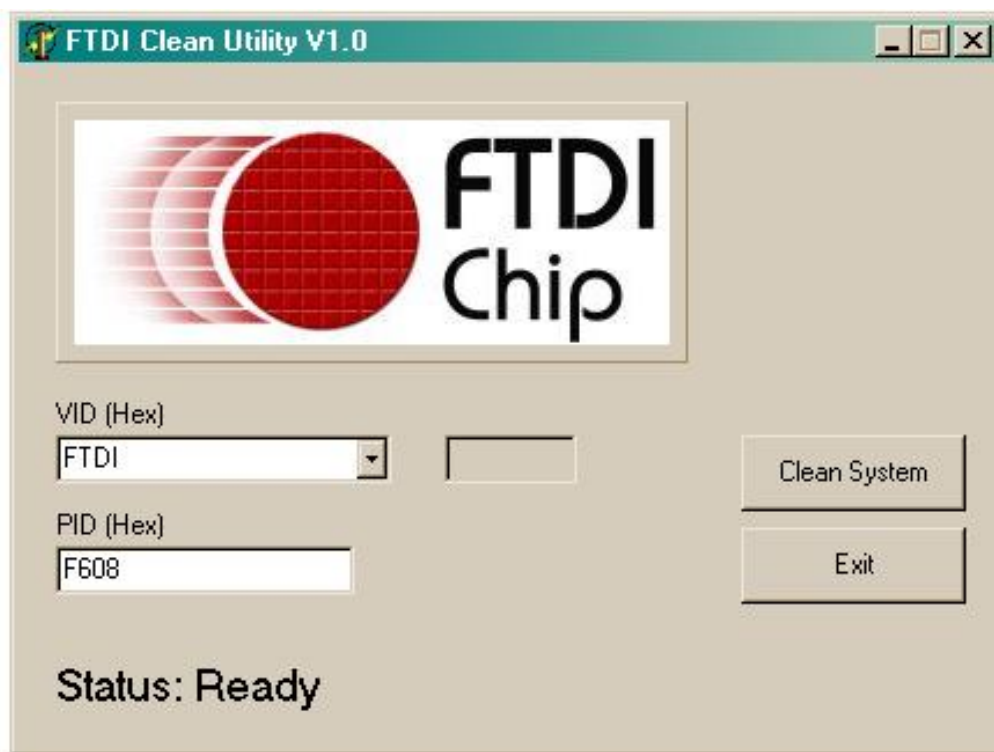 FTDI Clean Utility V1.0
FTDI
Chip
VID (Hex)
FTDI
Clean System
PID (Hex)
F608
Exit
Status: Ready